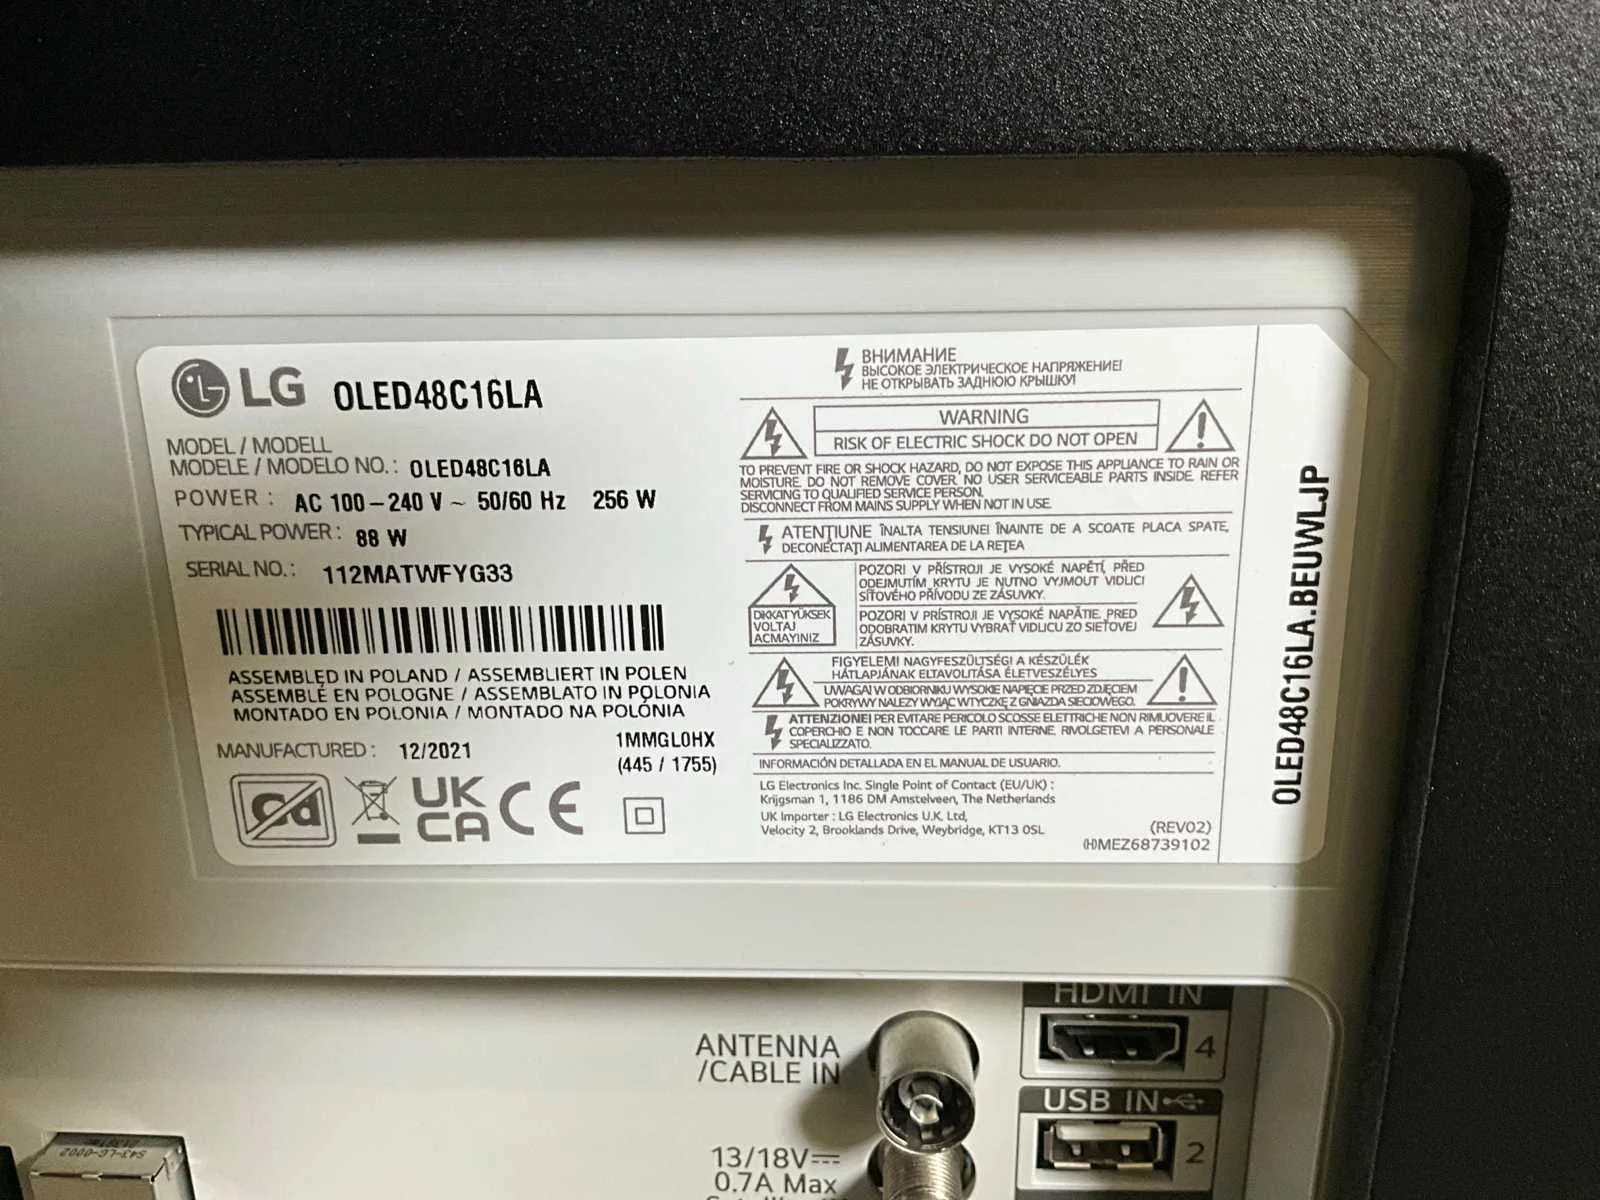 LG OLED48C16LA
MODEL / MODELL
MODELE / MODELO NO.: OLED48C16LA
POWER : AC 100–240 V ~ 50/60 Hz 256 W
TYPICAL POWER : 88 W
SERIAL NO.: 112MATWFYG33
ASSEMBLED IN POLAND / ASSEMBLIERT IN POLEN
ASSEMBLÉ EN POLOGNE / ASSEMBLATO IN POLONIA
MONTADO EN POLONIA / MONTADO NA POLÓNIA
MANUFACTURED : 12/2021
1MMGL0HX
(445 / 1755)
Cd
UK
CA
CE
ВНИМАНИЕ
ВЫСОКОЕ ЭЛЕКТРИЧЕСКОЕ НАПРЯЖЕНИЕ!
НЕ ОТКРЫВАТЬ ЗАДНЮЮ КРЫШКУ!
WARNING
RISK OF ELECTRIC SHOCK DO NOT OPEN
TO PREVENT FIRE OR SHOCK HAZARD, DO NOT EXPOSE THIS APPLIANCE TO RAIN OR
MOISTURE. DO NOT REMOVE COVER. NO USER SERVICEABLE PARTS INSIDE. REFER
SERVICING TO QUALIFIED SERVICE PERSON.
DISCONNECT FROM MAINS SUPPLY WHEN NOT IN USE.
ATENȚIUNE ÎNALTA TENSIUNE! ÎNAINTE DE A SCOATE PLACA SPATE,
DECONECTAȚI ALIMENTAREA DE LA REȚEA
DIKKAT YÜKSEK
VOLTAJ
AÇMAYINIZ
POZOR! V PŘÍSTROJI JE VYSOKÉ NAPĚTÍ, PŘED
ODEJMUTÍM KRYTU JE NUTNO VYJMOUT VIDLICI
SÍŤOVÉHO PŘÍVODU ZE ZÁSUVKY.
POZOR! V PRÍSTROJI JE VYSOKÉ NAPÄTIE, PRED
ODOBRATIM KRYTU VYBRAŤ VIDLICU ZO SIEŤOVEJ
ZÁSUVKY.
FIGYELEM! NAGYFESZÜLTSÉG! A KÉSZÜLÉK
HÁTLAPJÁNAK ELTAVOLITÁSA ÉLETVESZÉLYES
UWAGA! W ODBIORNIKU WYSOKIE NAPIĘCIE PRZED ZDJĘCIEM
POKRYWY NALEZY WYJĄC WTYCZKĘ Z GNIAZDA SIECIOWEGO.
ATTENZIONE! PER EVITARE PERICOLO SCOSSE ELETTRICHE NON RIMUOVERE IL
COPERCHIO E NON TOCCARE LE PARTI INTERNE. RIVOLGETEVI A PERSONALE
SPECIALIZZATO.
INFORMACIÓN DETALLADA EN EL MANUAL DE USUARIO.
LG Electronics Inc. Single Point of Contact (EU/UK) :
Krijgsman 1, 1186 DM Amstelveen, The Netherlands
UK Importer : LG Electronics U.K. Ltd,
Velocity 2, Brooklands Drive, Weybridge, KT13 0SL
(REV02)
(H)MEZ68739102
OLED48C16LA.BEUWLJP
HDMI IN
4
ANTENNA
/CABLE IN
USB IN
2
13/18V
0.7A Max
S43-LG-0002